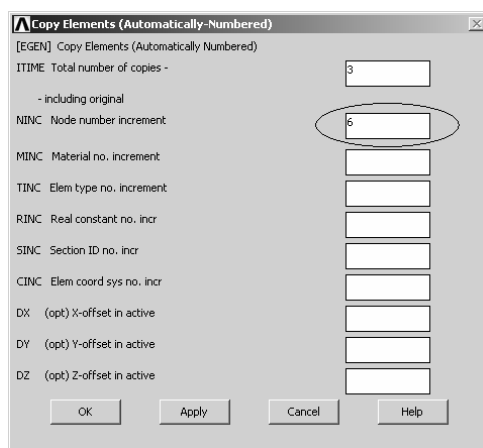 Copy Elements (Automatically-Numbered)
[EGEN] Copy Elements (Automatically Numbered)
ITIME Total number of copies - 3
- including original
NINC Node number increment 6
MINC Material no. increment
TINC Elem type no. increment
RINC Real constant no. incr
SINC Section ID no. incr
CINC Elem coord sys no. incr
DX (opt) X-offset in active
DY (opt) Y-offset in active
DZ (opt) Z-offset in active
OK Apply Cancel Help